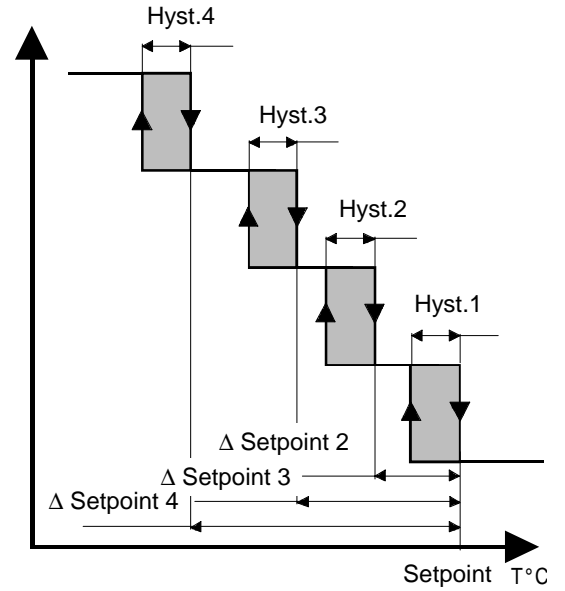 Hyst.4
Hyst.3
Hyst.2
Hyst.1
Δ Setpoint 2
Δ Setpoint 3
Δ Setpoint 4
Setpoint T°C